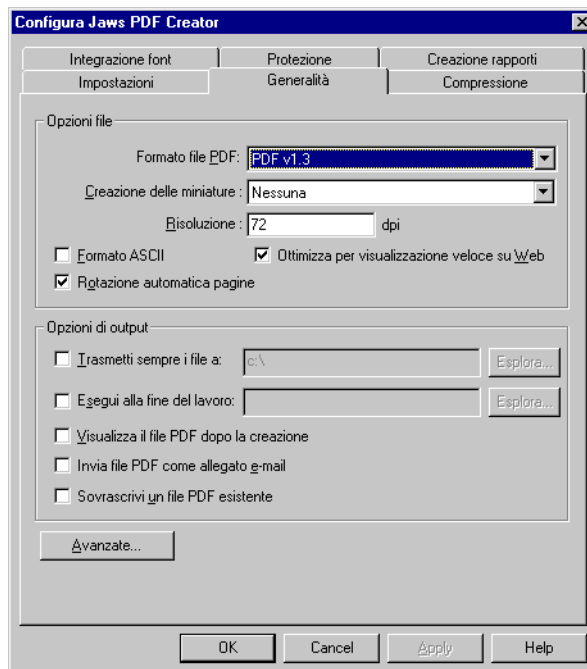 Configura Jaws PDF Creator
Integrazione font Protezione Creazione rapporti
Impostazioni Generalità Compressione
Opzioni file
Formato file PDF: PDF v1.3
Creazione delle miniature : Nessuna
Risoluzione : 72 dpi
Formato ASCII Ottimizza per visualizzazione veloce su Web
Rotazione automatica pagine
Opzioni di output
Trasmetti sempre i file a: c:\ Esplora...
Esegui alla fine del lavoro: Esplora...
Visualizza il file PDF dopo la creazione
Invia file PDF come allegato e-mail
Sovrascrivi un file PDF esistente
Avanzate...
OK Cancel Apply Help